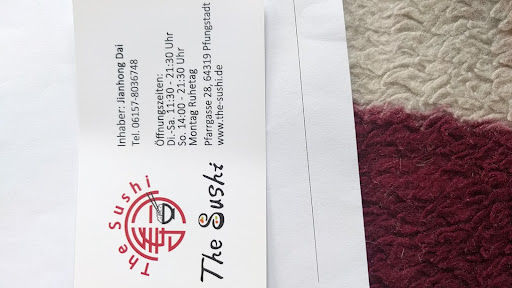 The Sushi
The Sushi
Inhaber: Jianhong Dai
Tel. 06157-8036748
Öffnungszeiten:
Di.-Sa. 11:30 - 21:30 Uhr
So. 14:00 - 21:30 Uhr
Montag Ruhetag
Pfarrgasse 28, 64319 Pfungstadt
www.the-sushi.de